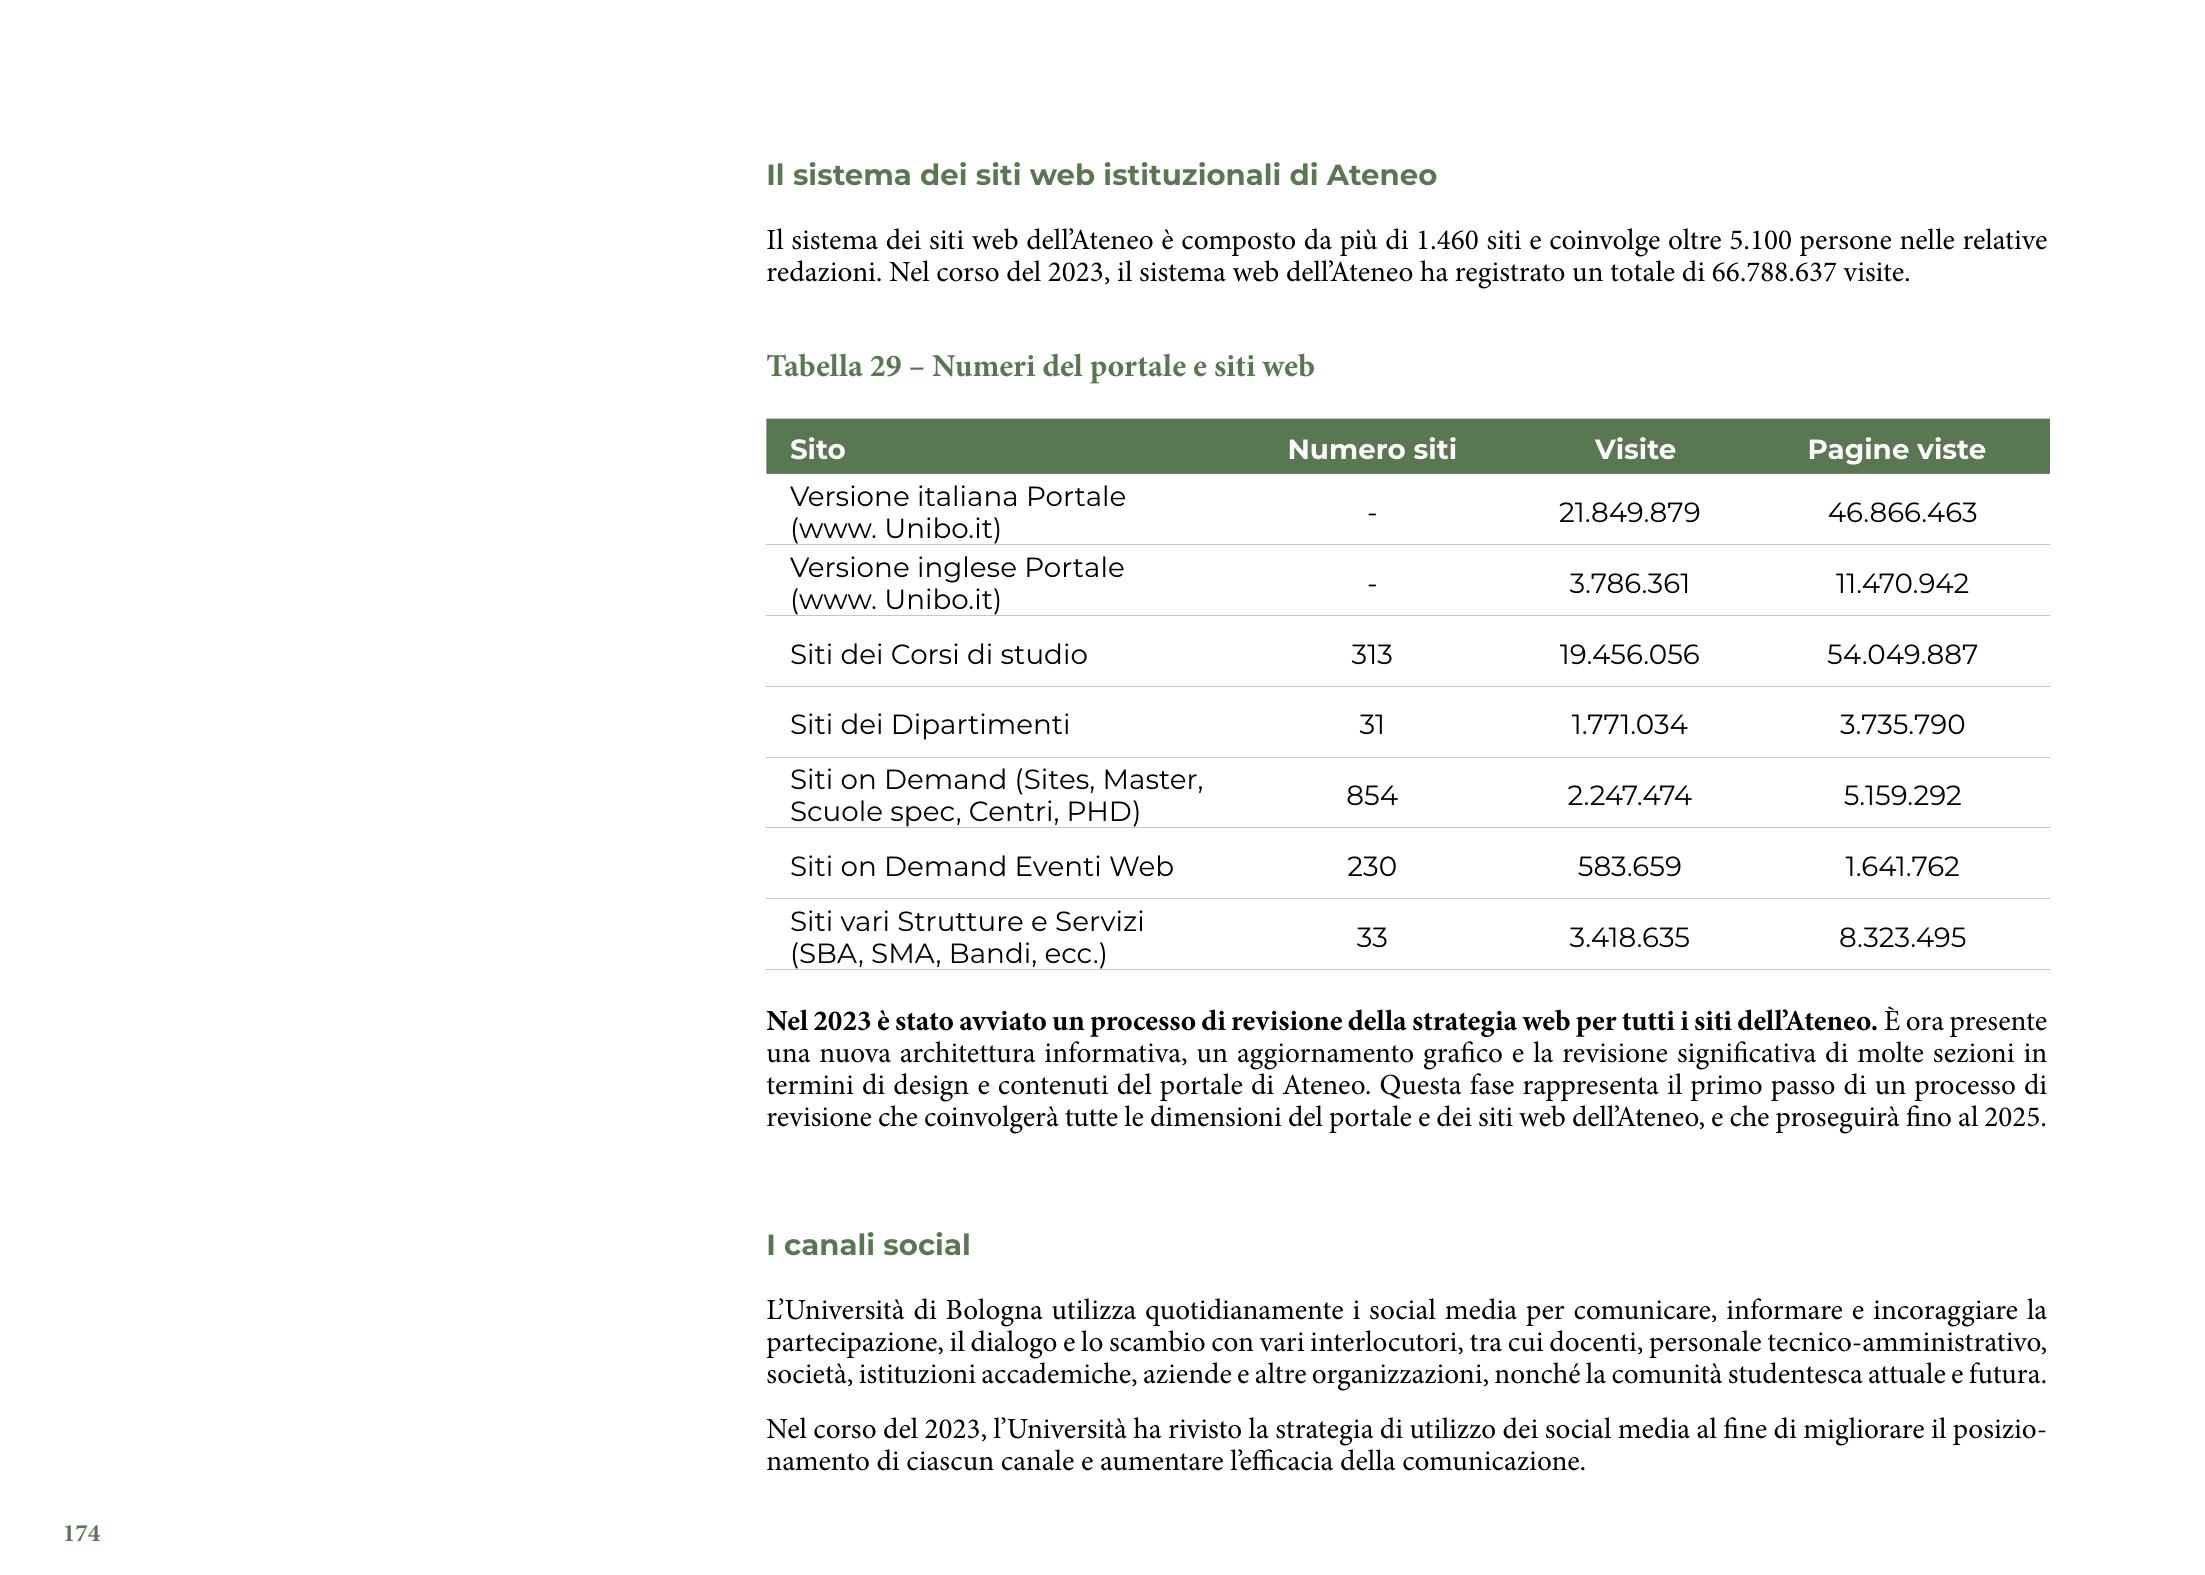 Il sistema dei siti web istituzionali di Ateneo
Il sistema dei siti web dell’Ateneo è composto da più di 1.460 siti e coinvolge oltre 5.100 persone nelle relative
redazioni. Nel corso del 2023, il sistema web dell’Ateneo ha registrato un totale di 66.788.637 visite.
Tabella 29 – Numeri del portale e siti web
Sito Numero siti Visite Pagine viste
Versione italiana Portale
(www. Unibo.it) - 21.849.879 46.866.463
Versione inglese Portale
(www. Unibo.it) - 3.786.361 11.470.942
Siti dei Corsi di studio 313 19.456.056 54.049.887
Siti dei Dipartimenti 31 1.771.034 3.735.790
Siti on Demand (Sites, Master,
Scuole spec, Centri, PHD) 854 2.247.474 5.159.292
Siti on Demand Eventi Web 230 583.659 1.641.762
Siti vari Strutture e Servizi
(SBA, SMA, Bandi, ecc.) 33 3.418.635 8.323.495
Nel 2023 è stato avviato un processo di revisione della strategia web per tutti i siti dell’Ateneo. È ora presente
una nuova architettura informativa, un aggiornamento grafico e la revisione significativa di molte sezioni in
termini di design e contenuti del portale di Ateneo. Questa fase rappresenta il primo passo di un processo di
revisione che coinvolgerà tutte le dimensioni del portale e dei siti web dell’Ateneo, e che proseguirà fino al 2025.
I canali social
L’Università di Bologna utilizza quotidianamente i social media per comunicare, informare e incoraggiare la
partecipazione, il dialogo e lo scambio con vari interlocutori, tra cui docenti, personale tecnico-amministrativo,
società, istituzioni accademiche, aziende e altre organizzazioni, nonché la comunità studentesca attuale e futura.
Nel corso del 2023, l’Università ha rivisto la strategia di utilizzo dei social media al fine di migliorare il posizio-
namento di ciascun canale e aumentare l’efficacia della comunicazione.
174